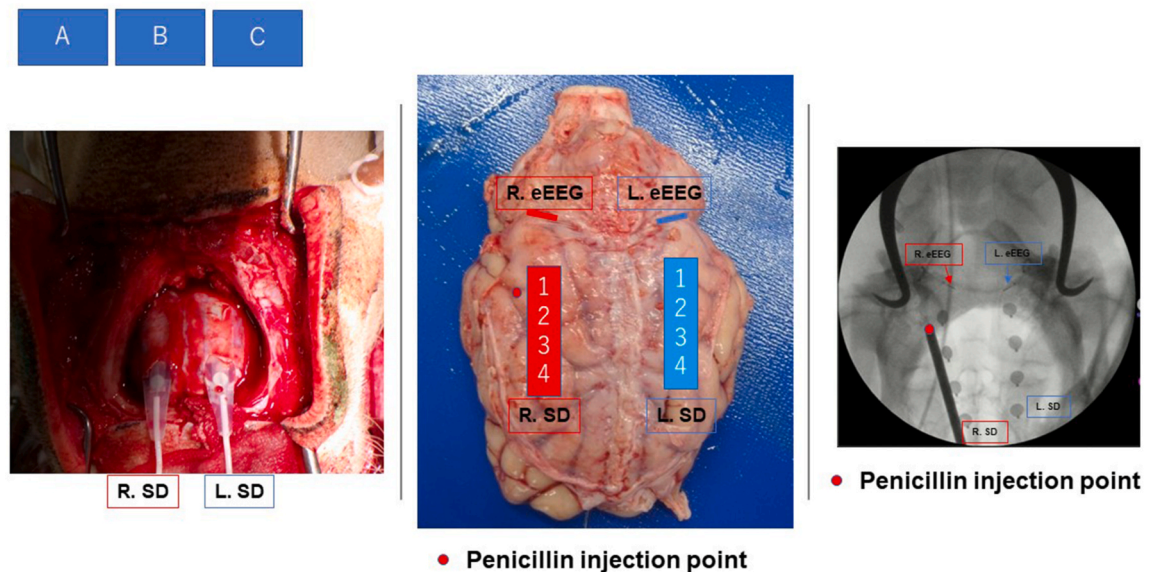 A
B
C
R. SD
L. SD
R. eEEG
L. eEEG
1
2
3
4
1
2
3
4
R. SD
L. SD
Penicillin injection point
R. eEEG
L. eEEG
L. SD
R. SD
Penicillin injection point